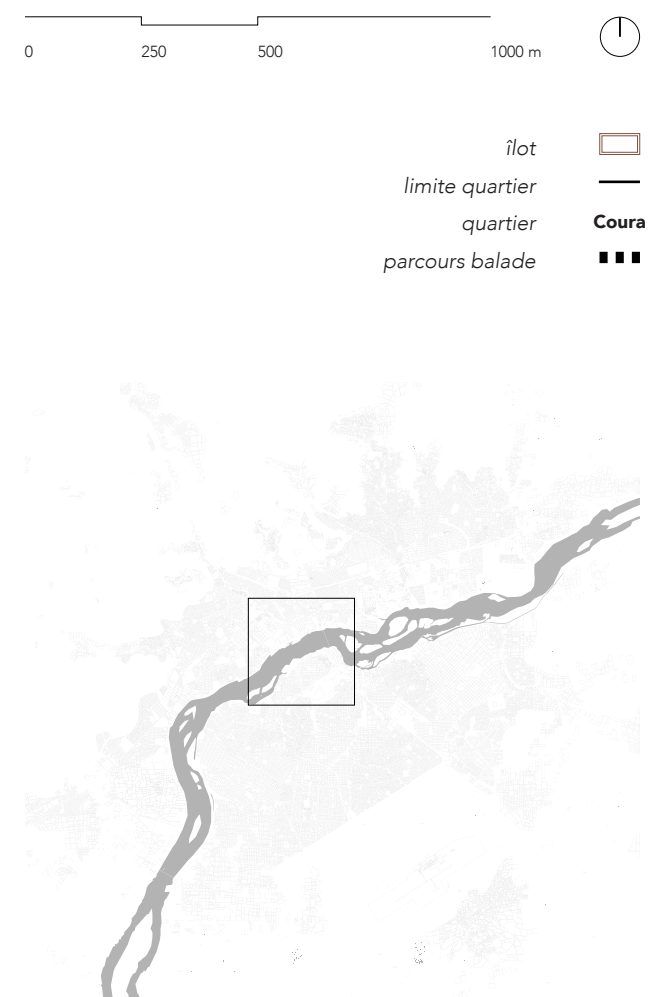 0 250 500 1000 m
îlot
limite quartier
quartier Coura
parcours balade